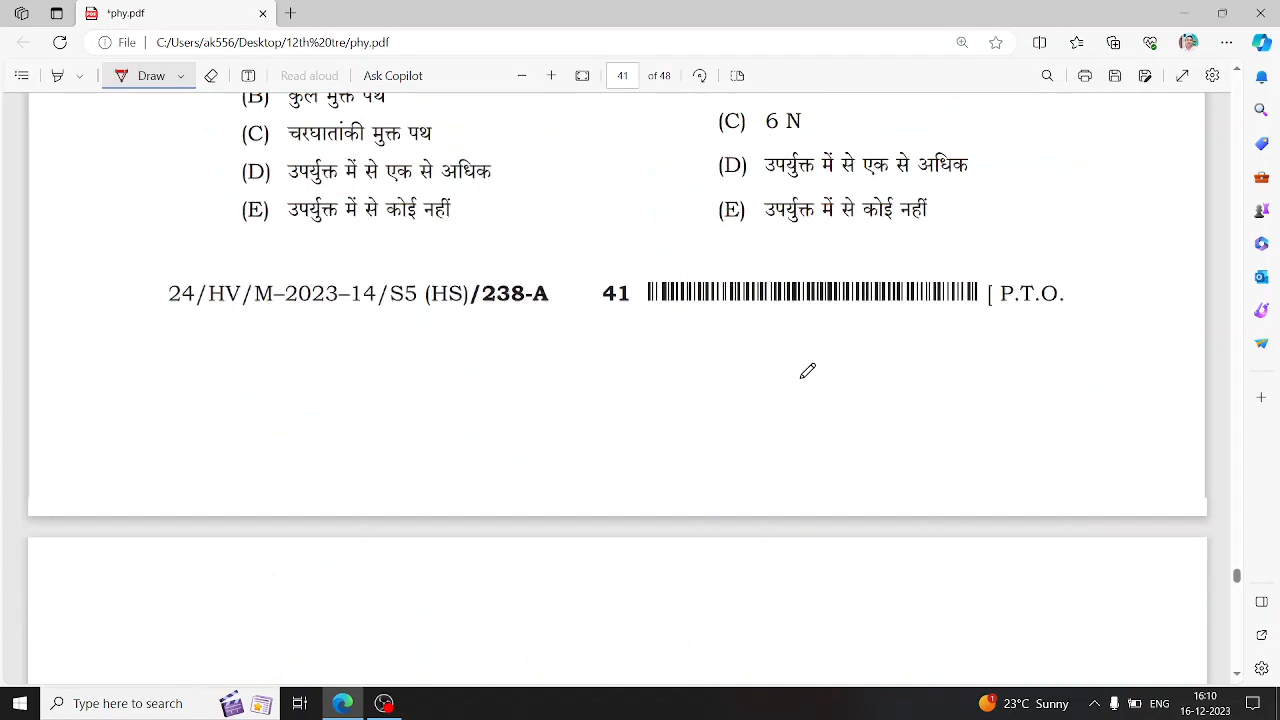 *phy.pdf
File C:/Users/ak556/Desktop/12th%20tre/phy.pdf
Draw Read aloud Ask Copilot 41 of 48
(B) कुल मुक्त पथ
(C) चरघातांकी मुक्त पथ
(D) उपर्युक्त में से एक से अधिक
(E) उपर्युक्त में से कोई नहीं
(C) 6 N
(D) उपर्युक्त में से एक से अधिक
(E) उपर्युक्त में से कोई नहीं
24/HV/M–2023–14/S5 (HS)/238-A 41 [ P.T.O.
Type here to search
1 23°C Sunny ENG 16:10
16-12-2023